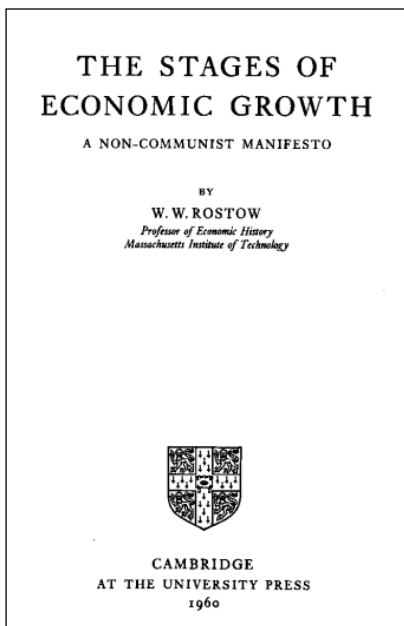 THE STAGES OF
ECONOMIC GROWTH
A NON-COMMUNIST MANIFESTO
BY
W. W. ROSTOW
Professor of Economic History
Massachusetts Institute of Technology
CAMBRIDGE
AT THE UNIVERSITY PRESS
1960